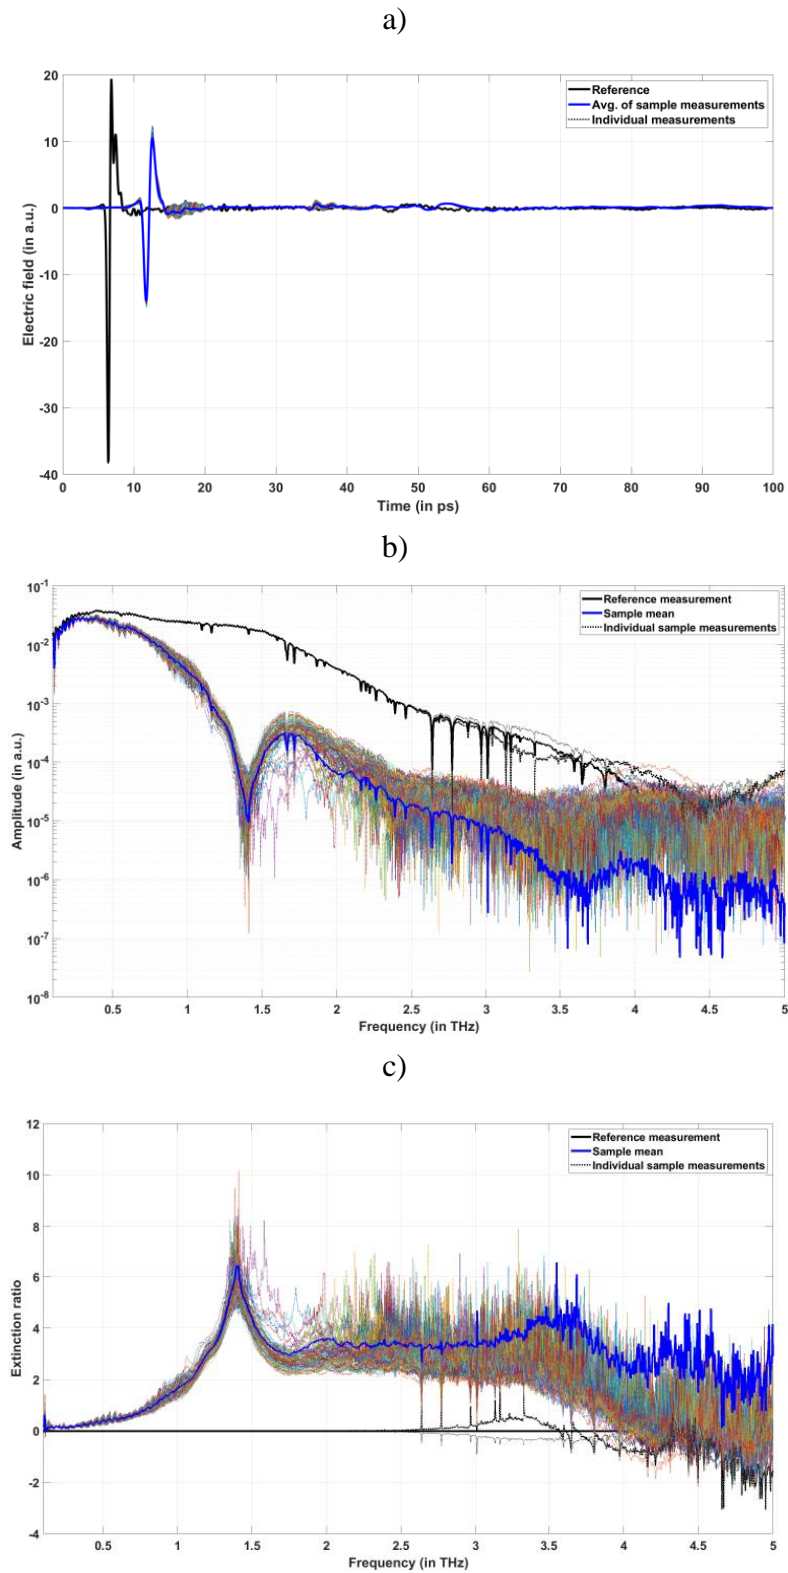 a)
20
10
0
-10
-20
-30
-40
Electric field (in a.u.)
Reference
Avg. of sample measurements
Individual measurements
0 10 20 30 40 50 60 70 80 90 100
Time (in ps)
b)
10-1
10-2
10-3
10-4
10-5
10-6
10-7
10-8
Amplitude (in a.u.)
Reference measurement
Sample mean
Individual sample measurements
0.5 1 1.5 2 2.5 3 3.5 4 4.5 5
Frequency (in THz)
c)
12
10
8
6
4
2
0
-2
-4
Extinction ratio
Reference measurement
Sample mean
Individual sample measurements
0.5 1 1.5 2 2.5 3 3.5 4 4.5 5
Frequency (in THz)